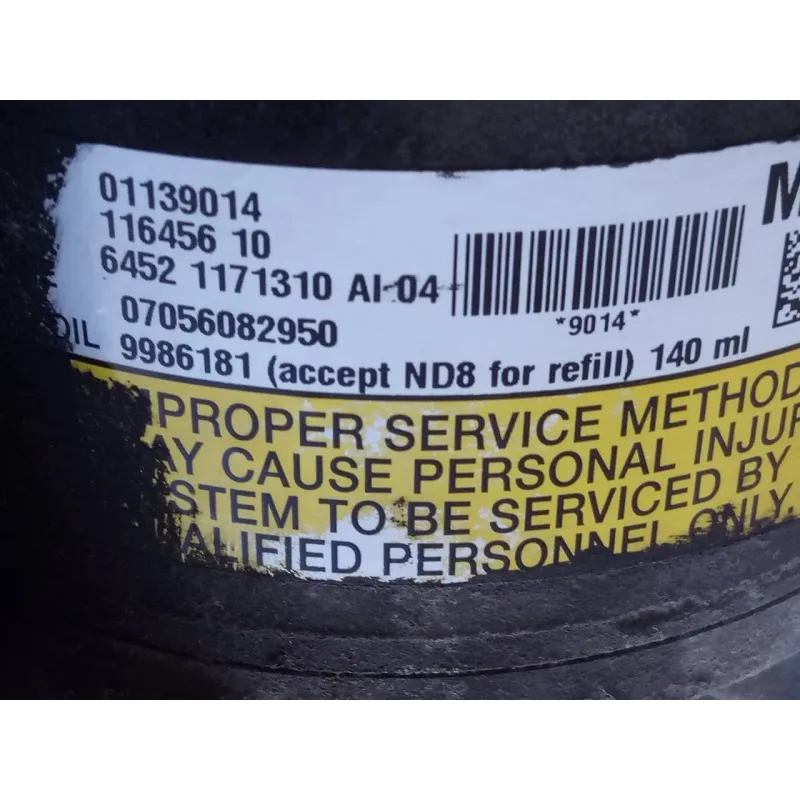 01139014
116456 10
6452 1171310 AI-04
*9014*
07056082950
OIL 9986181 (accept ND8 for refill) 140 ml
PROPER SERVICE METHOD
AY CAUSE PERSONAL INJUR
STEM TO BE SERVICED BY
ALIFIED PERSONNEL ONLY.